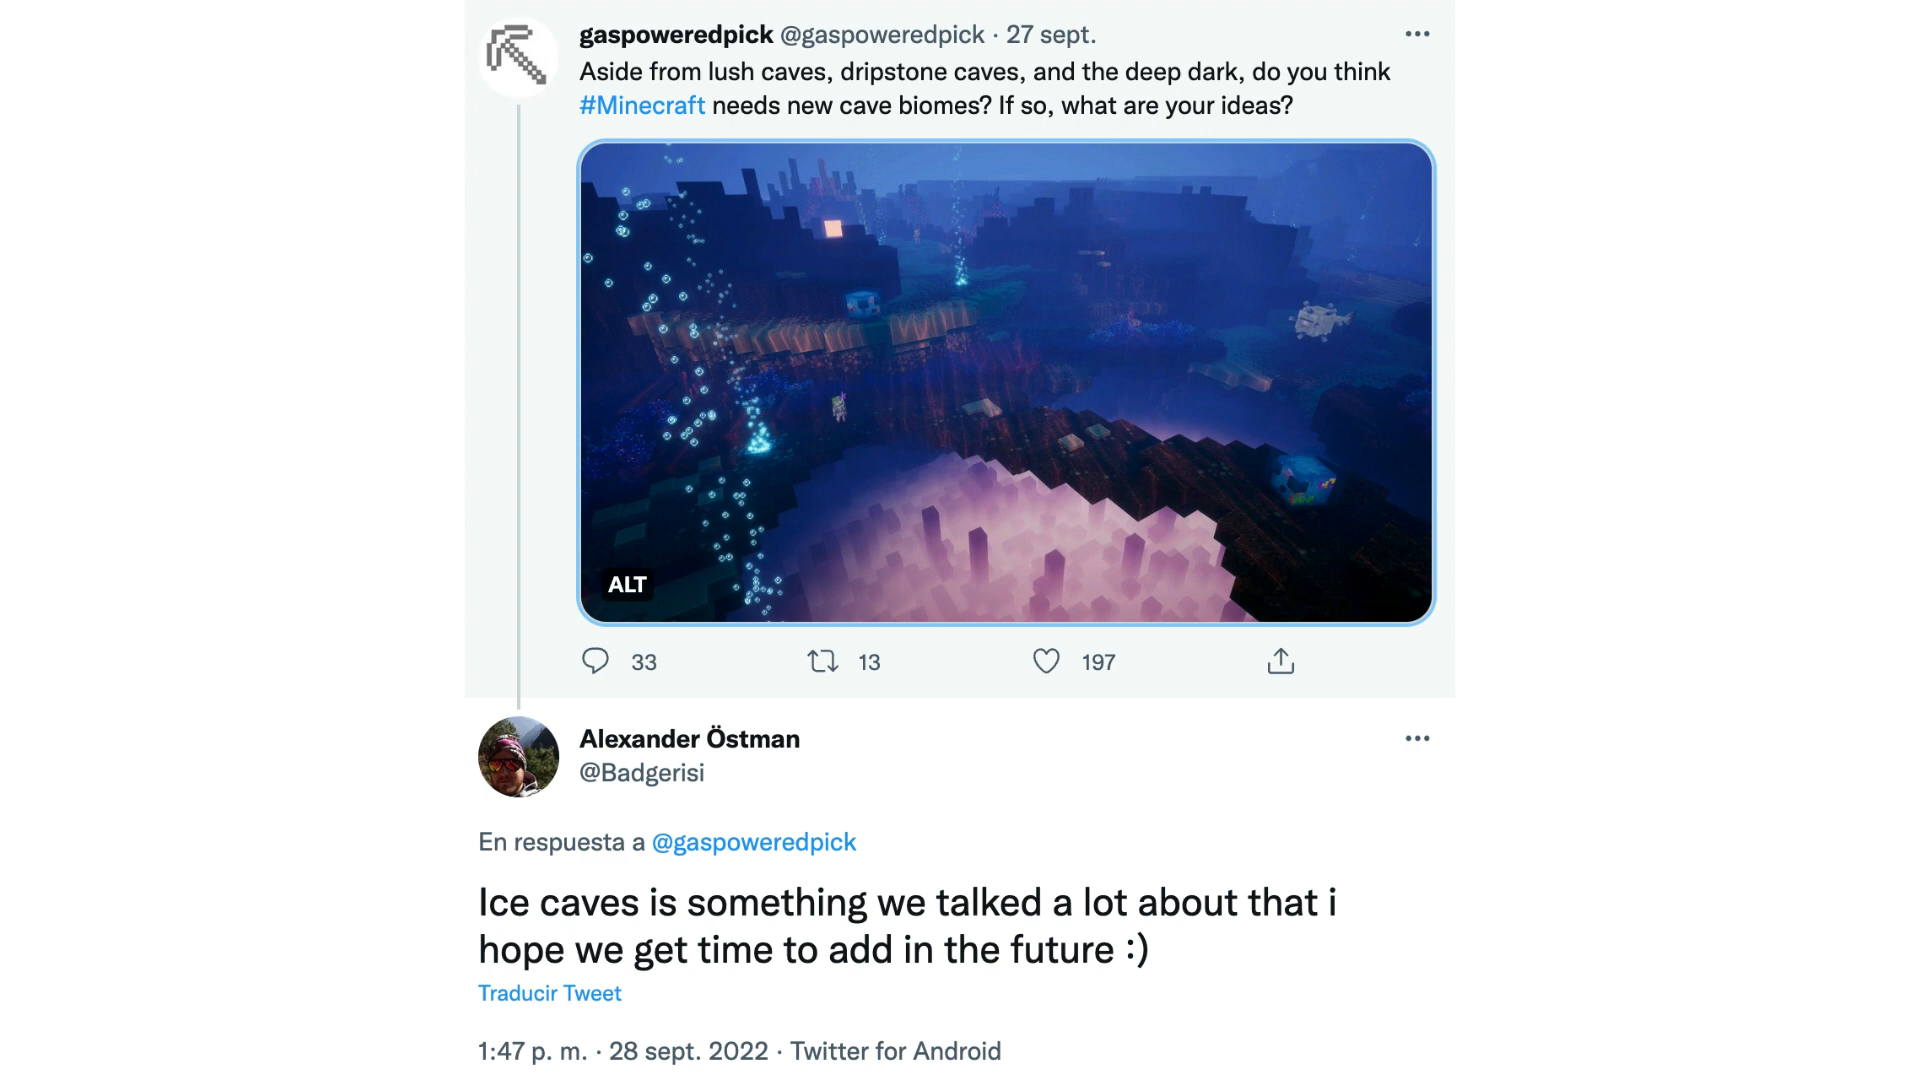 gaspoweredpick @gaspoweredpick · 27 sept.
Aside from lush caves, dripstone caves, and the deep dark, do you think
#Minecraft needs new cave biomes? If so, what are your ideas?
ALT
33 13 197
Alexander Östman
@Badgerisi
En respuesta a @gaspoweredpick
Ice caves is something we talked a lot about that i
hope we get time to add in the future :)
Traducir Tweet
1:47 p. m. · 28 sept. 2022 · Twitter for Android